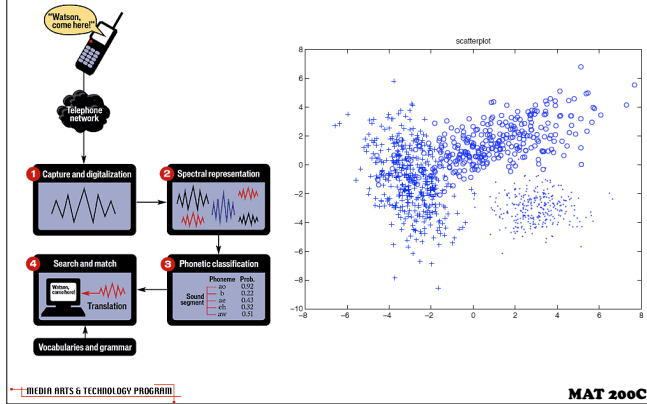 "Watson,
come here!"
Telephone
network
1 Capture and digitalization
2 Spectral representation
4 Search and match
Watson,
come here!
Translation
3 Phonetic classification
Phoneme Prob.
Sound
segment
ao 0.92
b 0.22
ae 0.43
eh 0.32
aw 0.51
Vocabularies and grammar
scatterplot
8
6
4
2
0
−2
−4
−6
−8
−10
−8 −6 −4 −2 0 2 4 6 8
MEDIA ARTS & TECHNOLOGY PROGRAM
MAT 200C